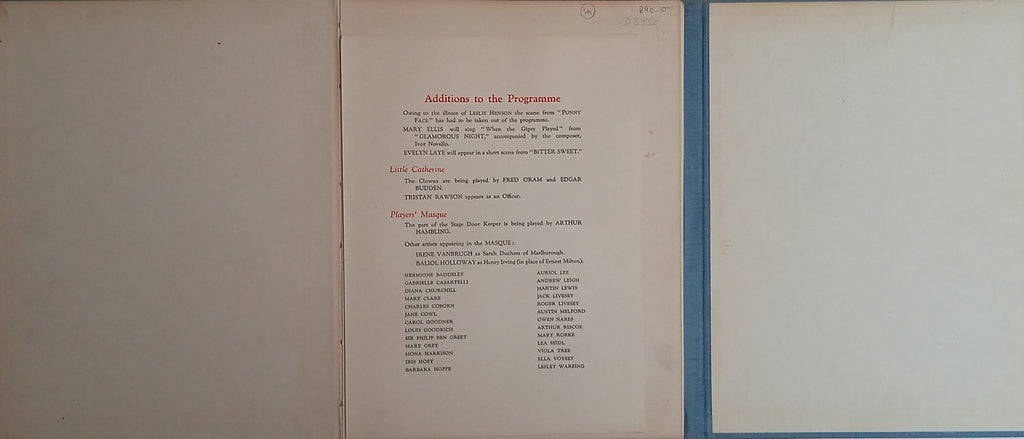 Additions to the Programme
Owing to the illness of LESLIE HENSON the scene from "FUNNY
FACE" has had to be taken out of the programme.
MARY ELLIS will sing "When the Gipsy Played" from
"GLAMOROUS NIGHT," accompanied by the composer,
Ivor Novello.
EVELYN LAYE will appear in a short scene from "BITTER SWEET."
Little Catherine
The Clowns are being played by FRED ORAM and EDGAR
BUDDEN.
TRISTAN RAWSON appears as an Officer.
Players' Masque
The part of the Stage Door Keeper is being played by ARTHUR
HAMBLING.
Other artists appearing in the MASQUE:
IRENE VANBRUGH as Sarah Duchess of Marlborough.
BALIOL HOLLOWAY as Henry Irving (in place of Ernest Milton).
HERMIONE BADDELEY
GABRIELLE CASARTELLI
DIANA CHURCHILL
MARY CLARE
CHARLES COBORN
JANE COWL
CAROL GOODNER
LOUIS GOODRICH
SIR PHILIP BEN GREET
MARY GREY
MONA HARRISON
IRIS HOEY
BARBARA HOFFE
AURIOL LEE
ANDREW LEIGH
MARTIN LEWIS
JACK LIVESEY
ROGER LIVESEY
AUSTIN MELFORD
OWEN NARES
ARTHUR RISCOE
MARY RORKE
LEA SEIDL
VIOLA TREE
ELLA VOYSEY
LESLEY WAREING